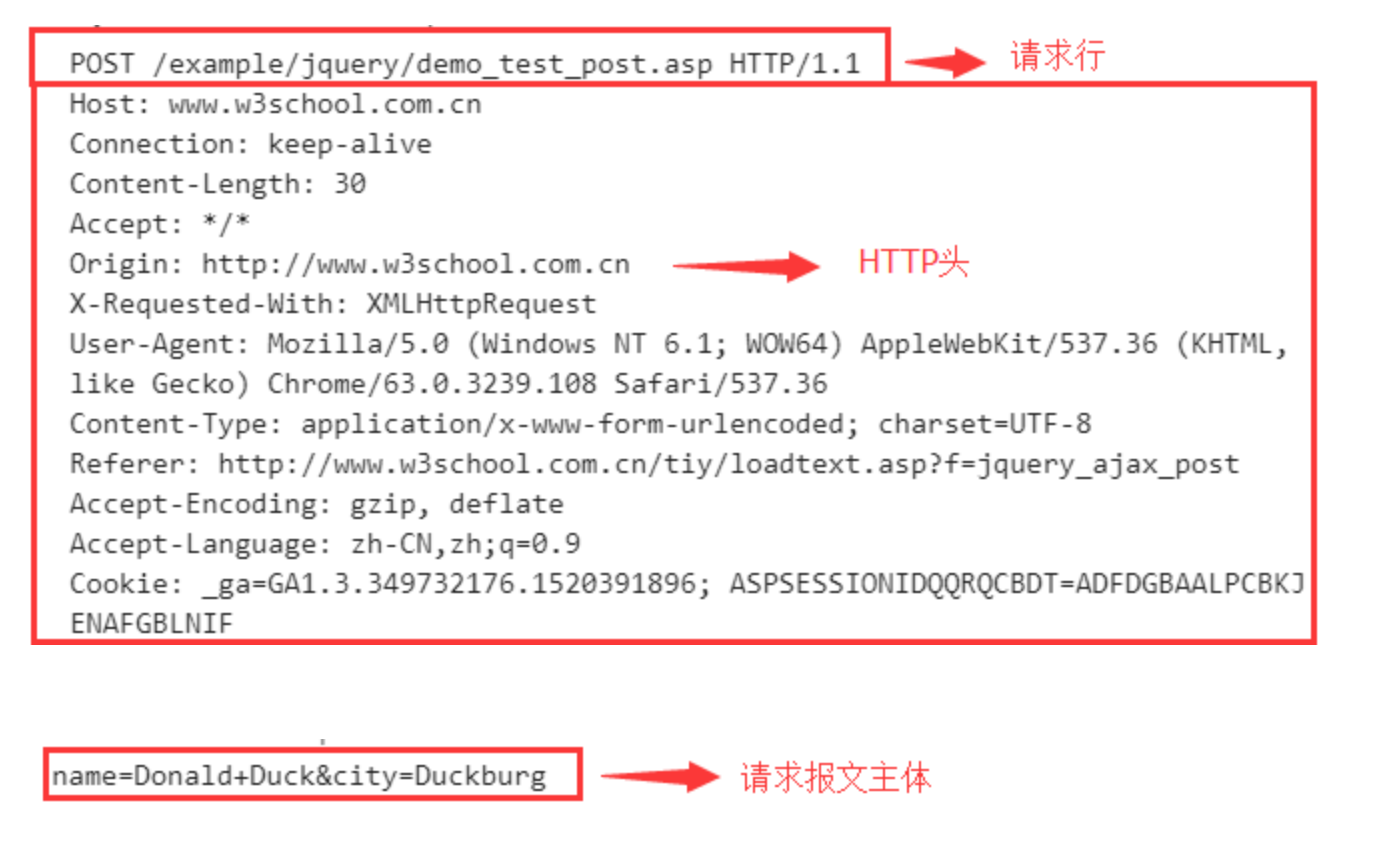 POST /example/jquery/demo_test_post.asp HTTP/1.1
请求行
Host: www.w3school.com.cn
Connection: keep-alive
Content-Length: 30
Accept: */*
Origin: http://www.w3school.com.cn
HTTP头
X-Requested-With: XMLHttpRequest
User-Agent: Mozilla/5.0 (Windows NT 6.1; WOW64) AppleWebKit/537.36 (KHTML,
like Gecko) Chrome/63.0.3239.108 Safari/537.36
Content-Type: application/x-www-form-urlencoded; charset=UTF-8
Referer: http://www.w3school.com.cn/tiy/loadtext.asp?f=jquery_ajax_post
Accept-Encoding: gzip, deflate
Accept-Language: zh-CN,zh;q=0.9
Cookie: _ga=GA1.3.349732176.1520391896; ASPSESSIONIDQQRQCBDT=ADFDGBAALPCBKJ
ENAFGBLNIF
name=Donald+Duck&city=Duckburg
请求报文主体